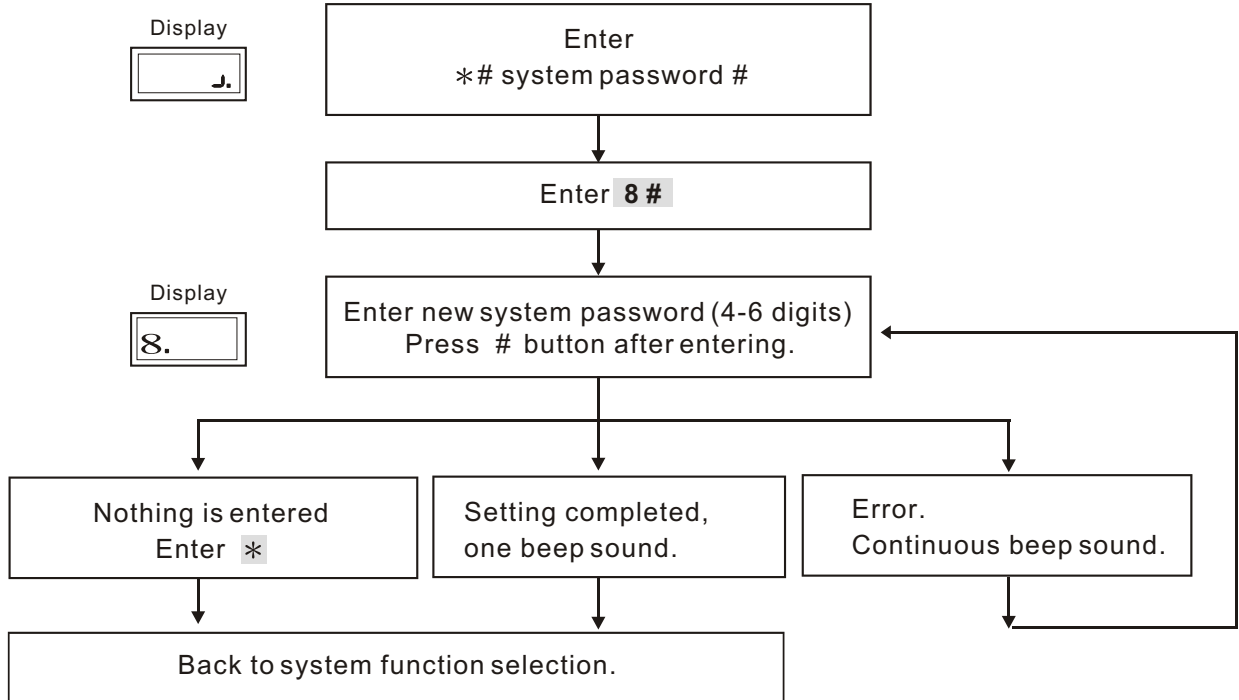 Display
Enter
*# system password #
Enter 8 #
Display
8.
Enter new system password (4-6 digits)
Press # button after entering.
Nothing is entered
Enter *
Setting completed,
one beep sound.
Error.
Continuous beep sound.
Back to system function selection.